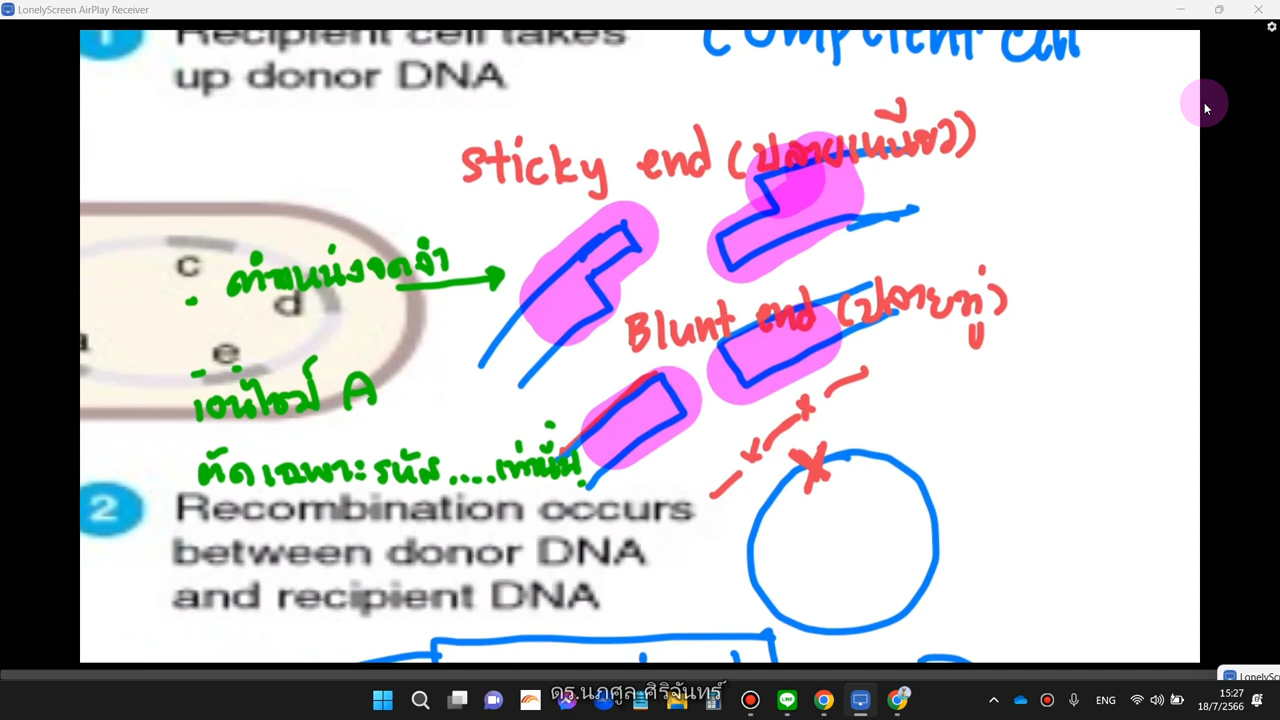 LonelyScreen AirPlay Receiver
1 Recipient cell takes
up donor DNA
Competent Cell
Sticky end (ปลายเหนียว)
c
ตำแหน่งจดจำ
d
Blunt end (ปลายทู่)
a
e
เอนไซม์ A
ตัดเฉพาะรหัส....เท่านั้น
2 Recombination occurs
between donor DNA
and recipient DNA
LonelyScr
ดร.นภศูล ศิริจันทร์
ENG
15:27
18/7/2566